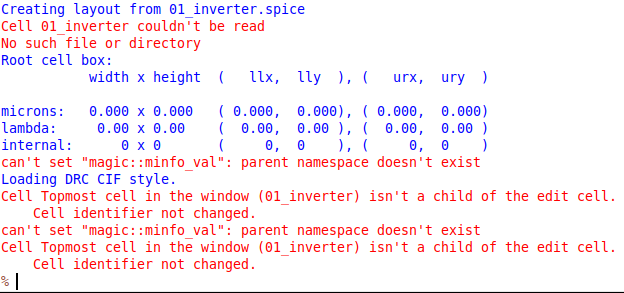 Creating layout from 01_inverter.spice
Cell 01_inverter couldn't be read
No such file or directory
Root cell box:
           width x height  (   llx,  lly  ), (   urx,  ury  )
microns:   0.000 x 0.000   ( 0.000,  0.000), ( 0.000,  0.000)
lambda:     0.00 x 0.00    (  0.00,  0.00 ), (  0.00,  0.00 )
internal:      0 x 0       (     0,  0    ), (     0,  0    )
can't set "magic::minfo_val": parent namespace doesn't exist
Loading DRC CIF style.
Cell Topmost cell in the window (01_inverter) isn't a child of the edit cell.
    Cell identifier not changed.
can't set "magic::minfo_val": parent namespace doesn't exist
Cell Topmost cell in the window (01_inverter) isn't a child of the edit cell.
    Cell identifier not changed.
%